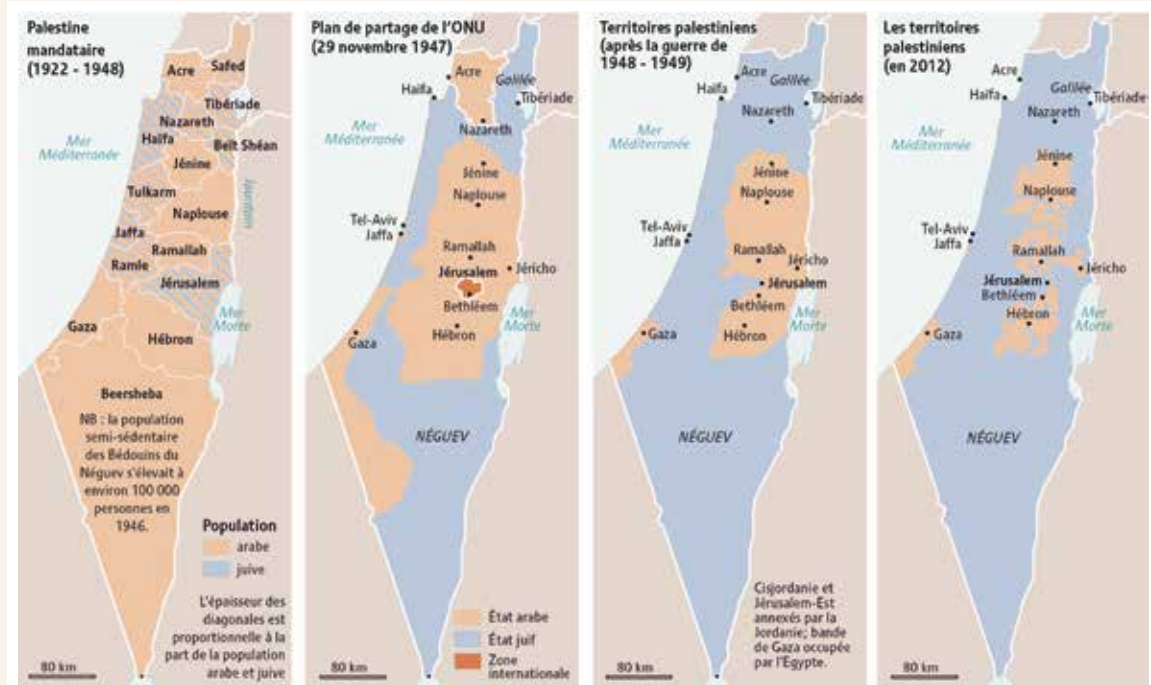 Palestine
mandataire
(1922 - 1948)
Acre
Safed
Tibériade
Nazareth
Haïfa
Mer
Méditerranée
Beït Shéan
Jénine
Tulkarm
Jourdain
Naplouse
Jaffa
Ramallah
Ramle
Jérusalem
Mer
Morte
Gaza
Hébron
Beersheba
NB : la population
semi-sédentaire
des Bédouins du
Néguev s'élevait à
environ 100 000
personnes en
1946.
Population
arabe
juive
L'épaisseur des
diagonales est
proportionnelle à la
part de la population
arabe et juive
80 km
Plan de partage de l'ONU
(29 novembre 1947)
Acre
Galilée
Haïfa
Tibériade
Nazareth
Mer
Méditerranée
Jénine
Naplouse
Tel-Aviv
Jaffa
Ramallah
Jérusalem
Jéricho
Bethléem
Mer
Morte
Hébron
Gaza
NÉGUEV
État arabe
État juif
Zone
internationale
80 km
Territoires palestiniens
(après la guerre de
1948 - 1949)
Acre
Galilée
Haïfa
Tibériade
Nazareth
Mer
Méditerranée
Jénine
Naplouse
Tel-Aviv
Jaffa
Ramallah
Jéricho
Jérusalem
Bethléem
Mer
Morte
Hébron
Gaza
NÉGUEV
Cisjordanie et
Jérusalem-Est
annexés par la
Jordanie; bande
de Gaza occupée
par l'Égypte.
80 km
Les territoires
palestiniens
(en 2012)
Acre
Galilée
Haïfa
Tibériade
Nazareth
Mer
Méditerranée
Jénine
Naplouse
Tel-Aviv
Jaffa
Ramallah
Jéricho
Jérusalem
Bethléem
Mer
Morte
Hébron
Gaza
NÉGUEV
80 km